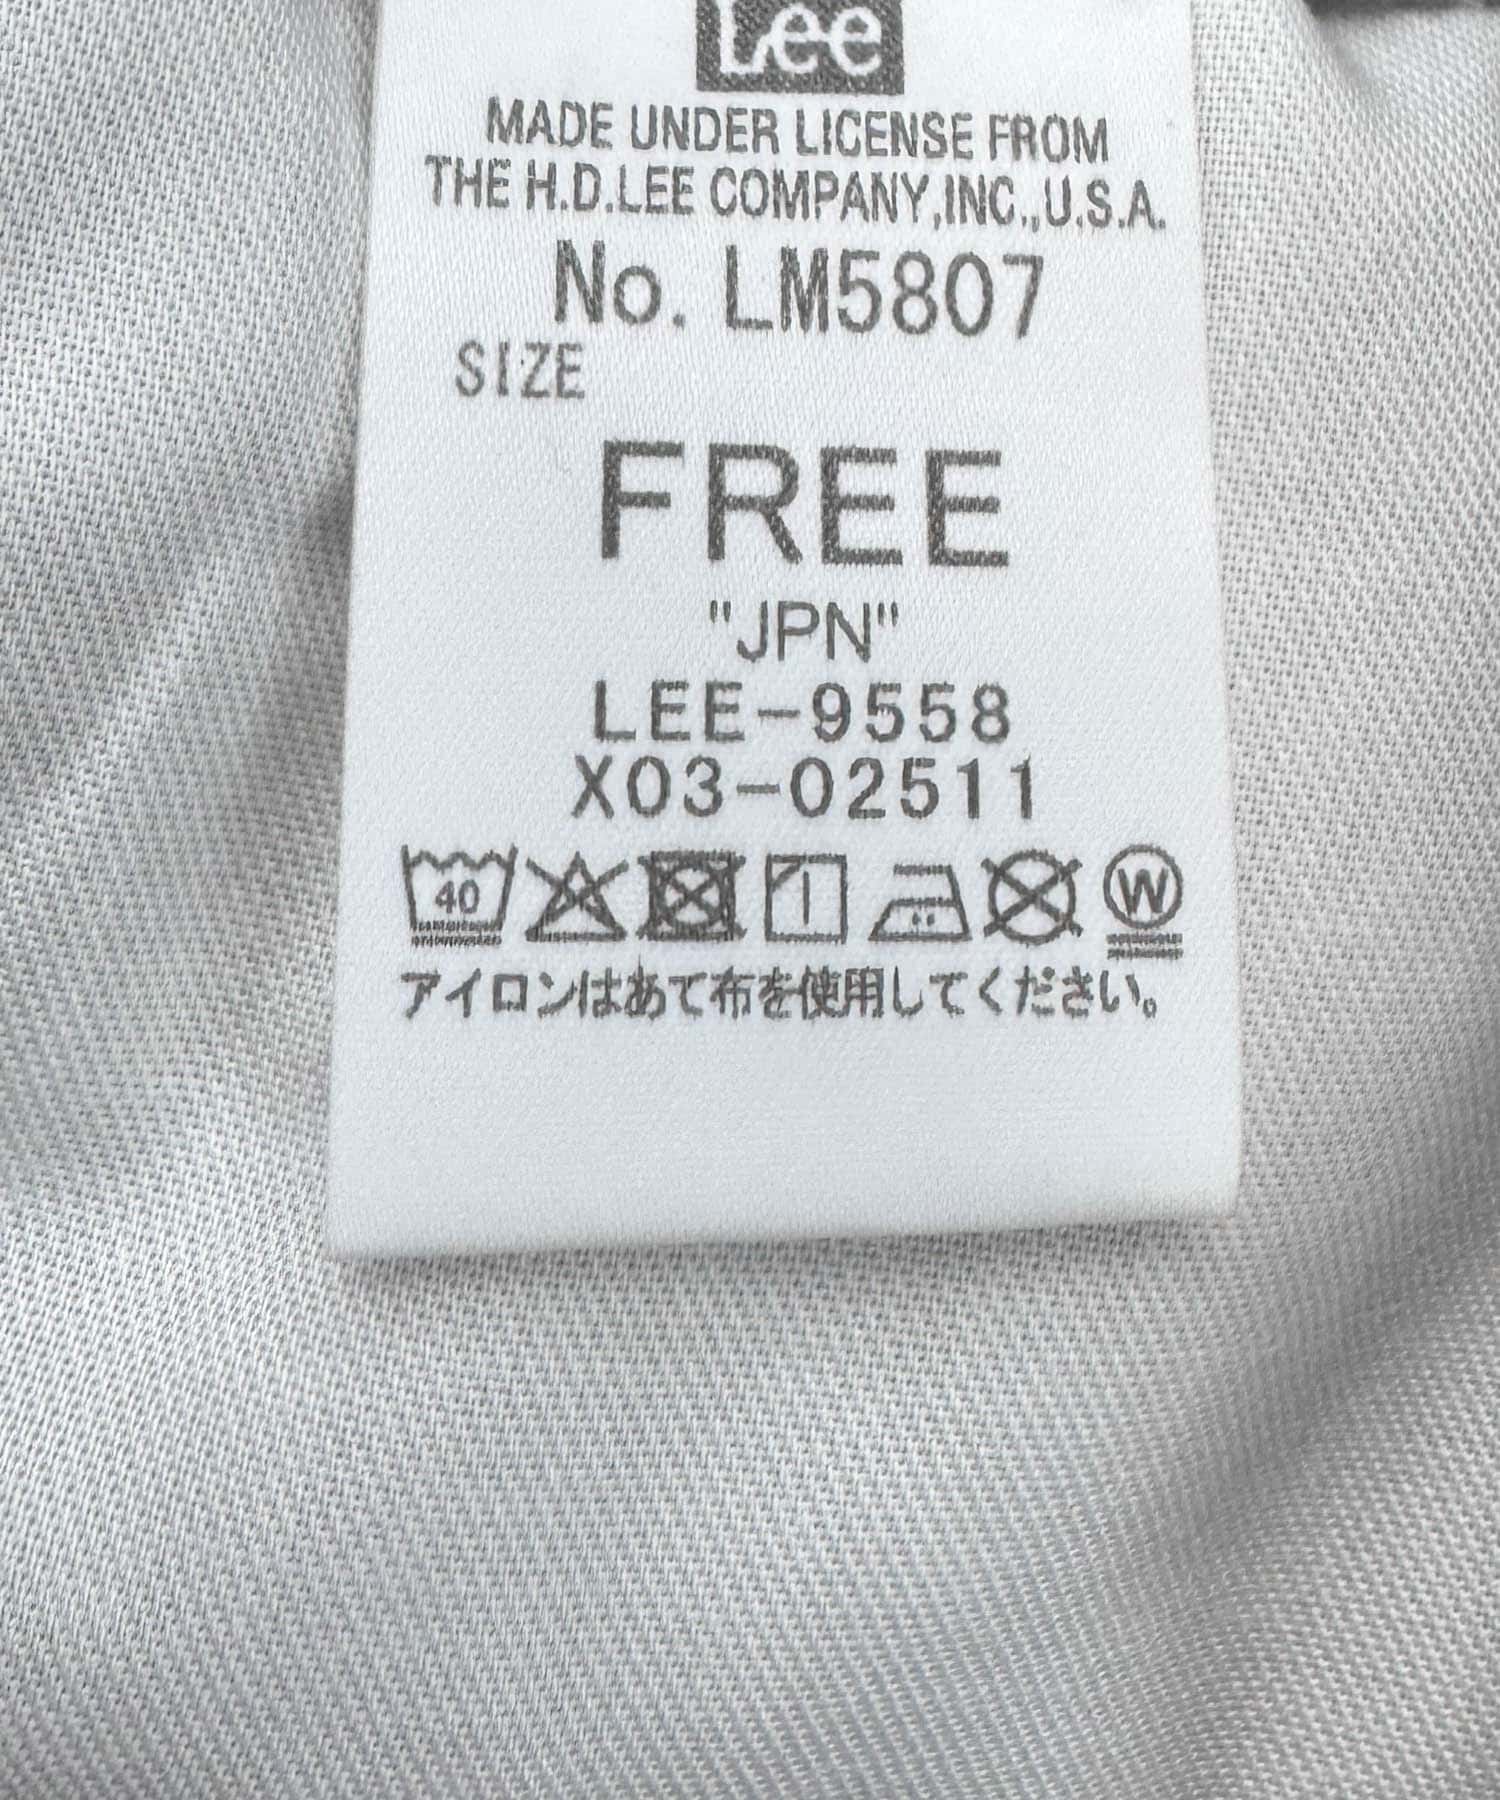 Lee
MADE UNDER LICENSE FROM
THE H.D.LEE COMPANY,INC.,U.S.A.
No. LM5807
SIZE
FREE
"JPN"
LEE-9558
X03-02511
40 W
アイロンはあて布を使用してください。